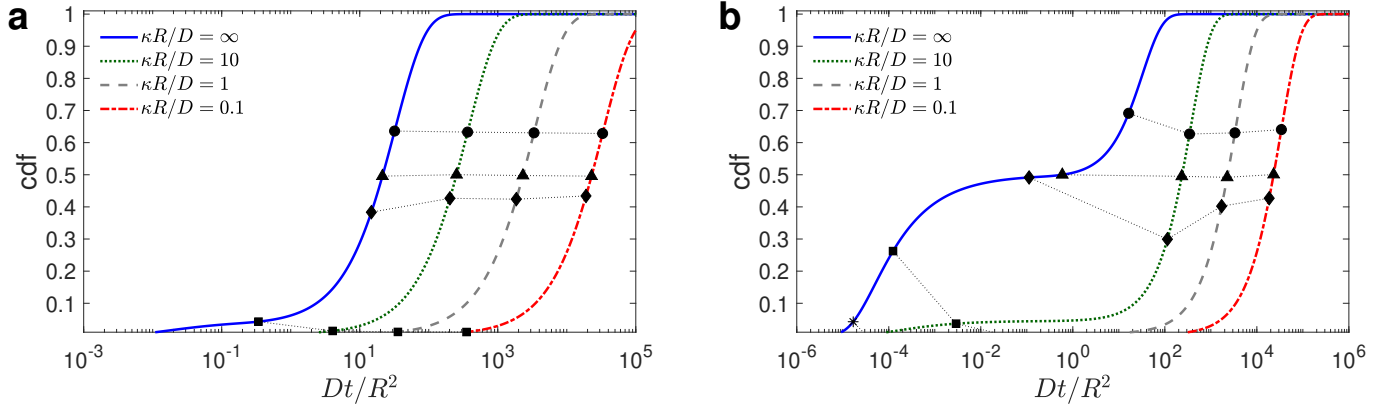 a
cdf
1
0.9
0.8
0.7
0.6
0.5
0.4
0.3
0.2
0.1
κR/D = ∞
κR/D = 10
κR/D = 1
κR/D = 0.1
10^-3
10^-1
10^1
10^3
10^5
Dt/R^2
b
cdf
1
0.9
0.8
0.7
0.6
0.5
0.4
0.3
0.2
0.1
κR/D = ∞
κR/D = 10
κR/D = 1
κR/D = 0.1
10^-6
10^-4
10^-2
10^0
10^2
10^4
10^6
Dt/R^2